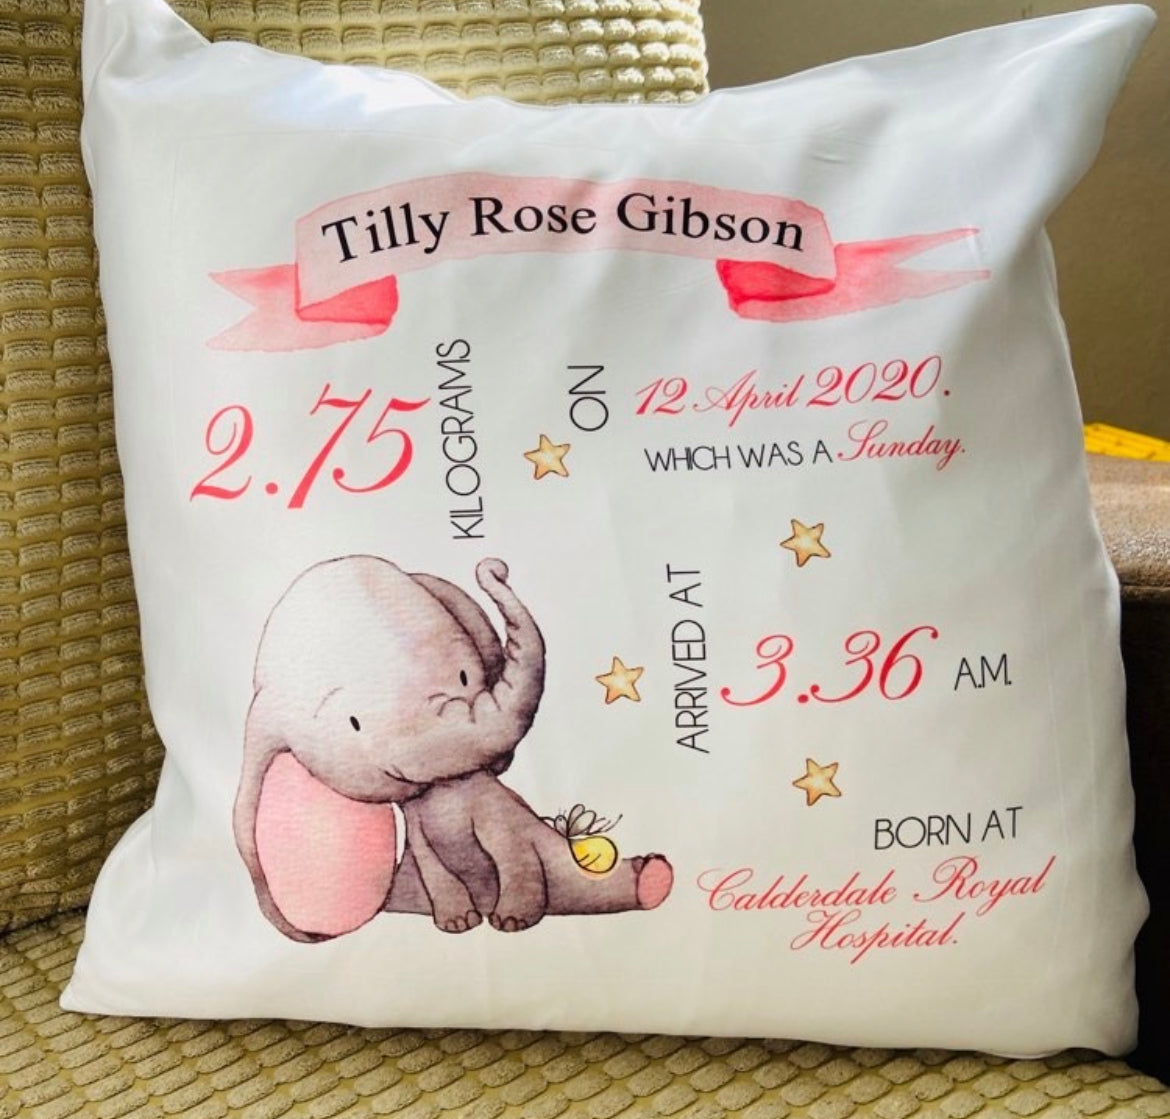 Tilly Rose Gibson
2.75
KILOGRAMS
ON
12 April 2020.
WHICH WAS A Sunday.
ARRIVED AT
3.36 A.M.
BORN AT
Calderdale Royal
Hospital.